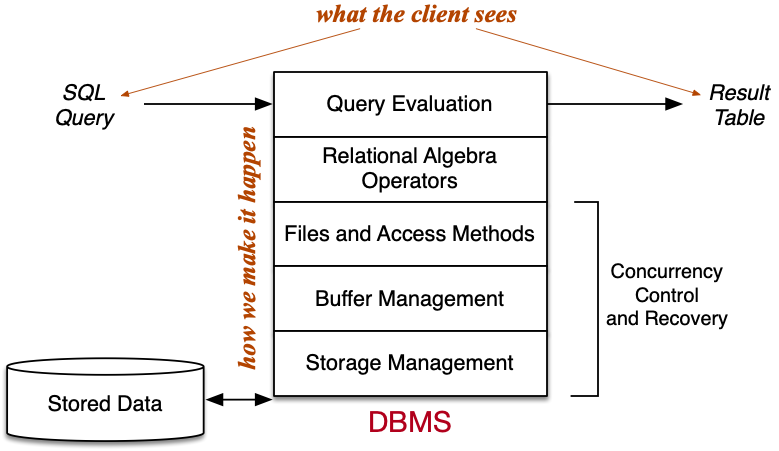 what the client sees
SQL
Query
Query Evaluation
Result
Table
Relational Algebra
Operators
how we make it happen
Files and Access Methods
Buffer Management
Storage Management
Concurrency
Control
and Recovery
Stored Data
DBMS